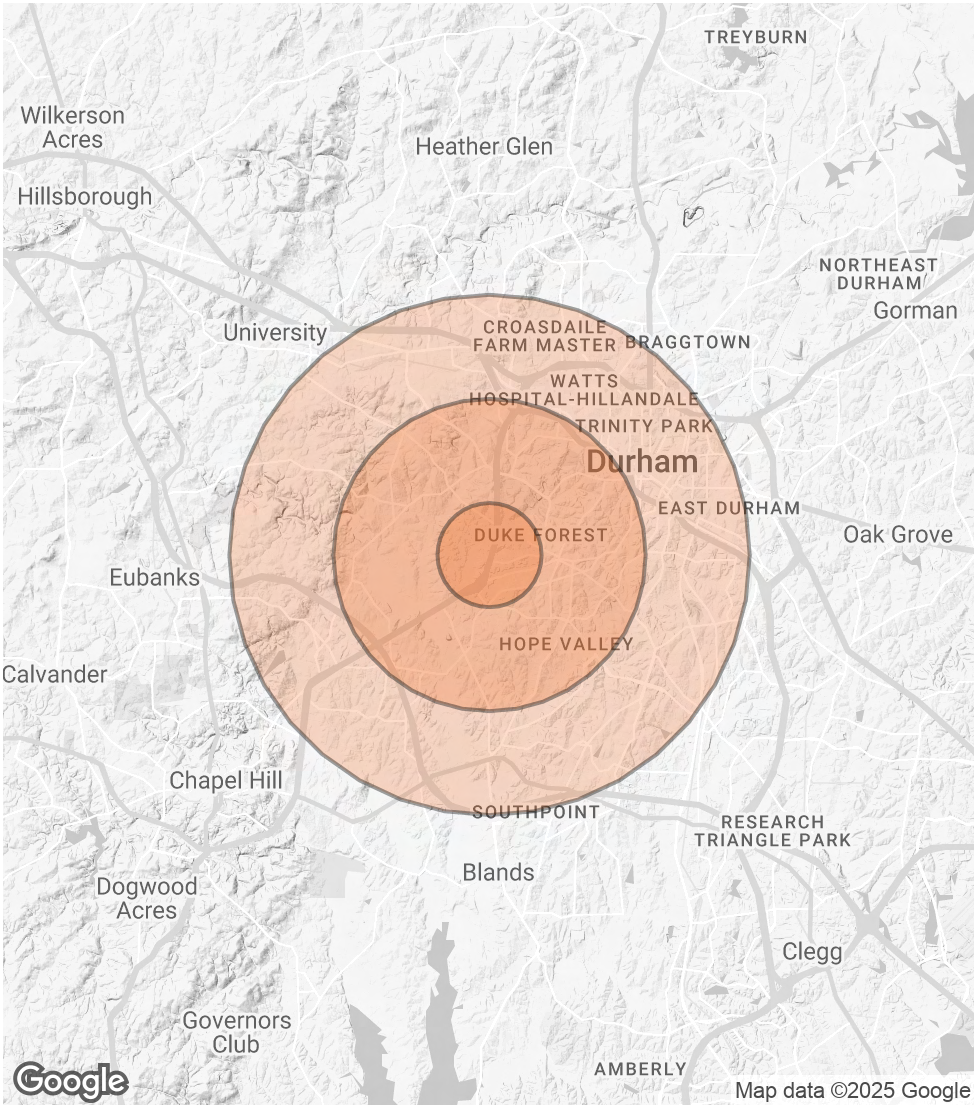 TREYBURN
Wilkerson
Acres
Heather Glen
Hillsborough
NORTHEAST
DURHAM
Gorman
University
CROASDAILE
FARM MASTER
BRAGGTOWN
WATTS
HOSPITAL-HILLANDALE
TRINITY PARK
Durham
EAST DURHAM
DUKE FOREST
Oak Grove
Eubanks
HOPE VALLEY
Calvander
Chapel Hill
SOUTHPOINT
RESEARCH
TRIANGLE PARK
Blands
Dogwood
Acres
Clegg
Governors
Club
AMBERLY
Google
Map data ©2025 Google